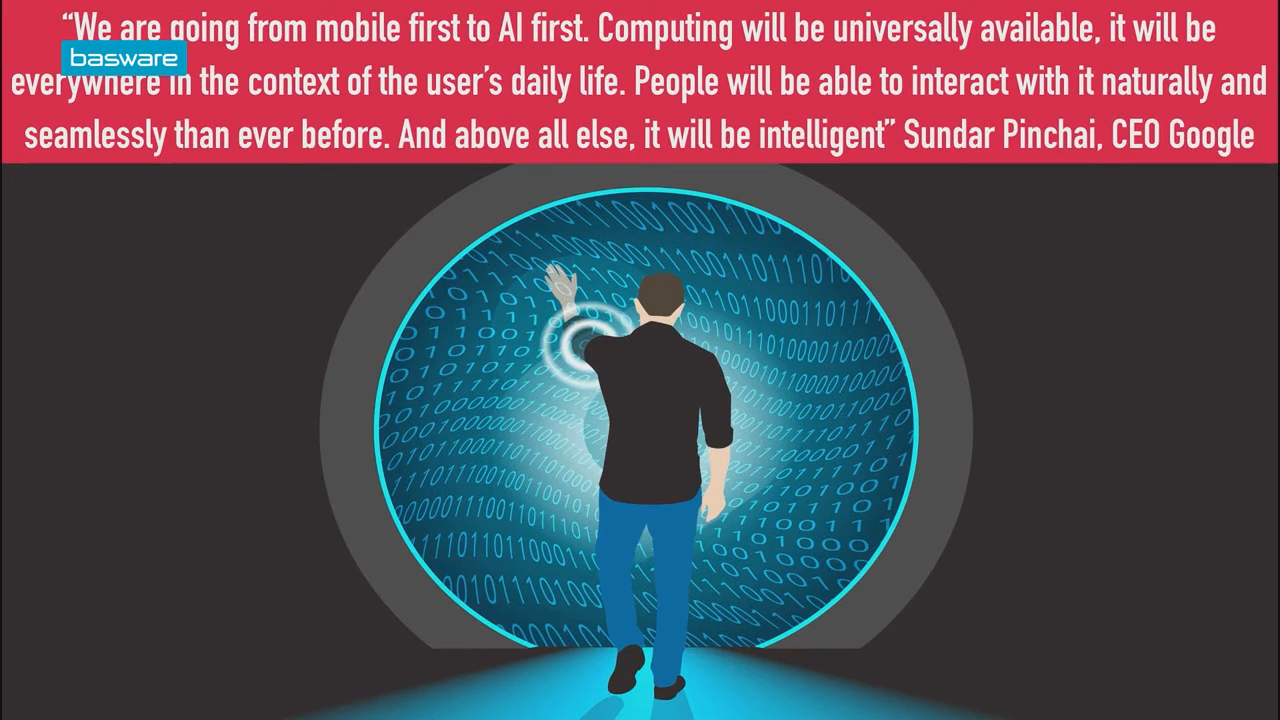 “We are going from mobile first to AI first. Computing will be universally available, it will be
basware
everywhere in the context of the user’s daily life. People will be able to interact with it naturally and
seamlessly than ever before. And above all else, it will be intelligent” Sundar Pinchai, CEO Google